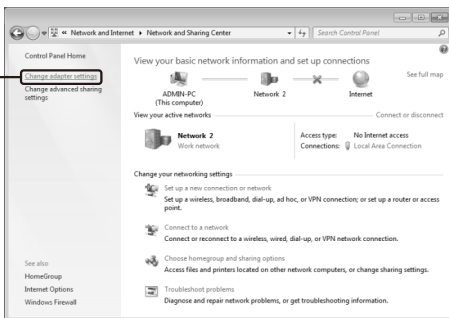 « Network and Internet ▸ Network and Sharing Center
Search Control Panel
Control Panel Home
Change adapter settings
Change advanced sharing
settings
View your basic network information and set up connections
See full map
ADMIN-PC
(This computer)
Network 2
Internet
View your active networks
Connect or disconnect
Network 2
Work network
Access type: No Internet access
Connections: Local Area Connection
Change your networking settings
Set up a new connection or network
Set up a wireless, broadband, dial-up, ad hoc, or VPN connection; or set up a router or access
point.
Connect to a network
Connect or reconnect to a wireless, wired, dial-up, or VPN network connection.
Choose homegroup and sharing options
Access files and printers located on other network computers, or change sharing settings.
Troubleshoot problems
Diagnose and repair network problems, or get troubleshooting information.
See also
HomeGroup
Internet Options
Windows Firewall